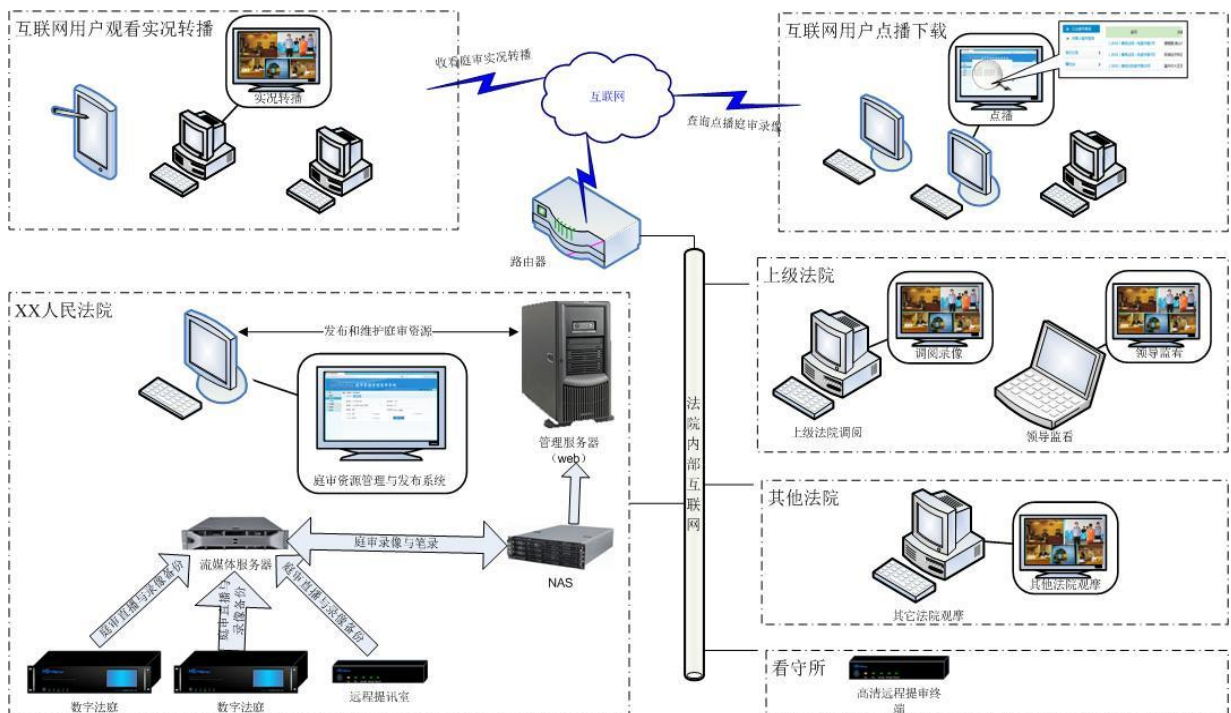 互联网用户观看实况转播
实况转播
收看庭审实况转播
互联网
查询点播庭审录像
互联网用户点播下载
点播
路由器
XX人民法院
发布和维护庭审资源
管理服务器
（web）
庭审资源管理与发布系统
流媒体服务器
庭审录像与笔录
NAS
庭审直播与录像备份
庭审直播与
录像备份
庭审直播与录像备份
数字法庭
数字法庭
远程提讯室
法院内部互联网
上级法院
调阅录像
领导监看
上级法院调阅
领导监看
其他法院
其他法院观摩
其它法院观摩
看守所
高清远程提审终
端